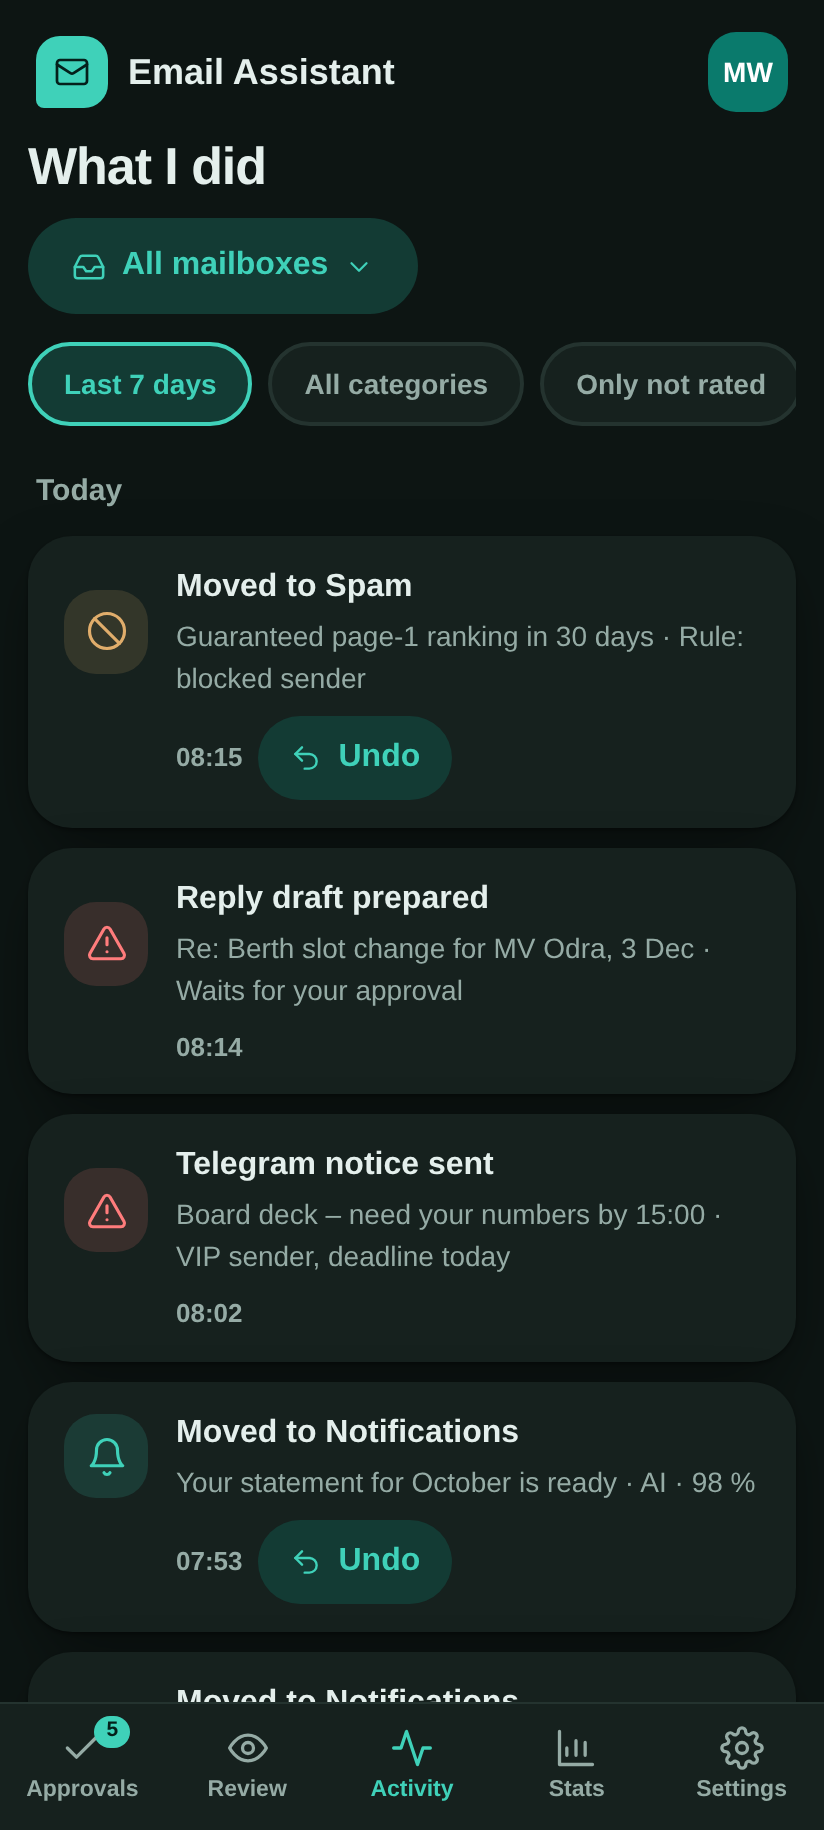 Email Assistant
MW
What I did
All mailboxes
Last 7 days
All categories
Only not rated
Today
Moved to Spam
Guaranteed page-1 ranking in 30 days · Rule:
blocked sender
08:15
Undo
Reply draft prepared
Re: Berth slot change for MV Odra, 3 Dec ·
Waits for your approval
08:14
Telegram notice sent
Board deck – need your numbers by 15:00 ·
VIP sender, deadline today
08:02
Moved to Notifications
Your statement for October is ready · AI · 98 %
07:53
Undo
Moved to Notifications
5
Approvals
Review
Activity
Stats
Settings